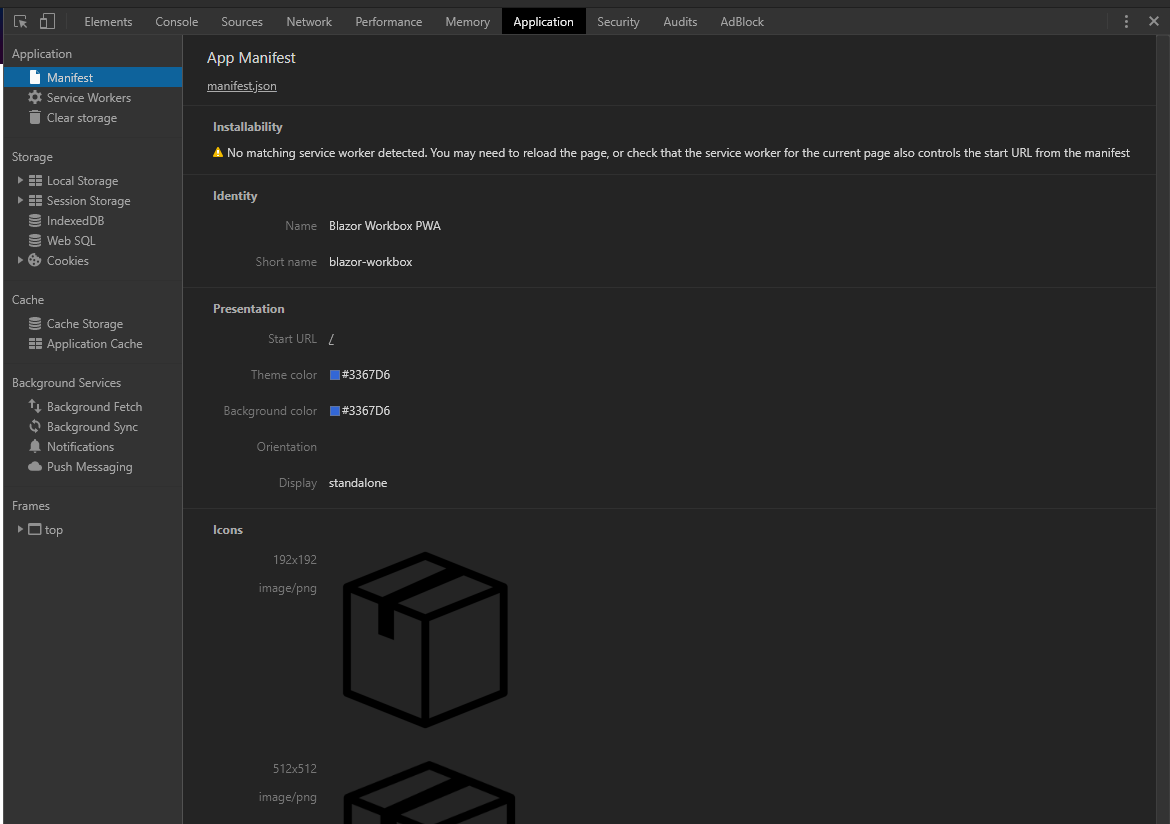 Elements Console Sources Network Performance Memory Application Security Audits AdBlock
Application
Manifest
Service Workers
Clear storage
Storage
Local Storage
Session Storage
IndexedDB
Web SQL
Cookies
Cache
Cache Storage
Application Cache
Background Services
Background Fetch
Background Sync
Notifications
Push Messaging
Frames
top
App Manifest
manifest.json
Installability
No matching service worker detected. You may need to reload the page, or check that the service worker for the current page also controls the start URL from the manifest
Identity
Name Blazor Workbox PWA
Short name blazor-workbox
Presentation
Start URL /
Theme color #3367D6
Background color #3367D6
Orientation
Display standalone
Icons
192x192
image/png
512x512
image/png